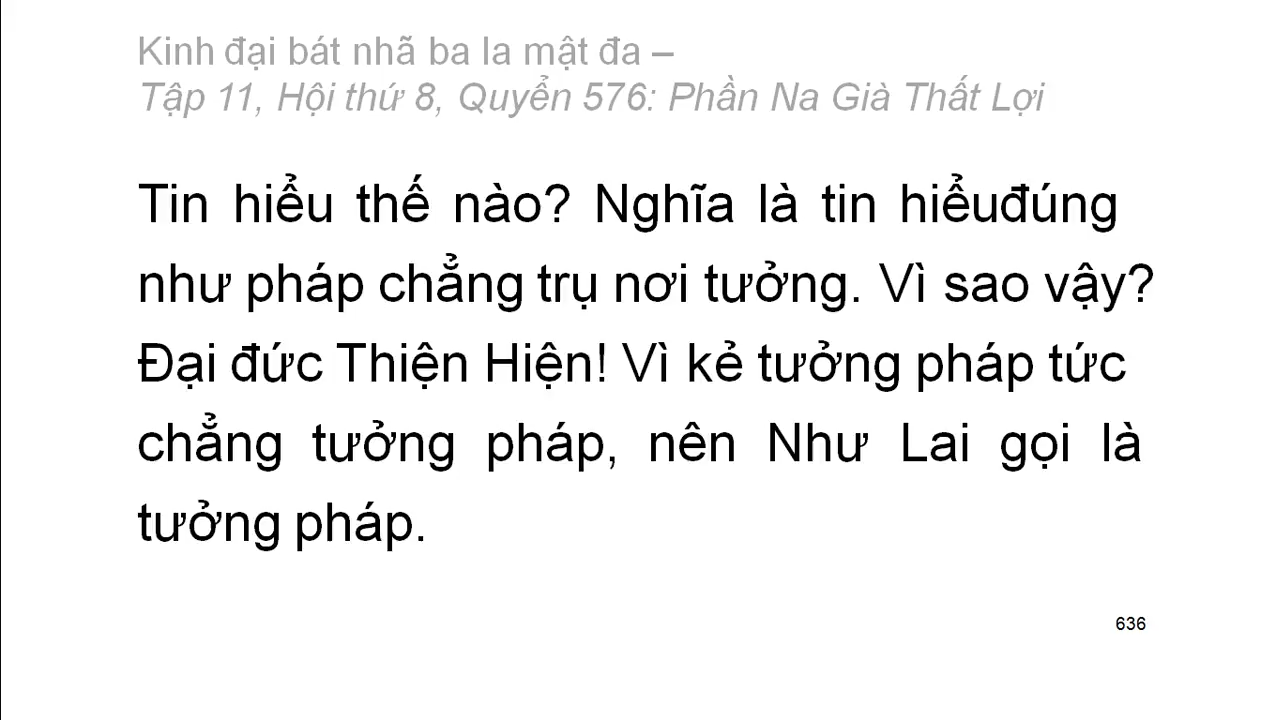 Kinh đại bát nhã ba la mật đa –
Tập 11, Hội thứ 8, Quyển 576: Phần Na Già Thất Lợi
Tin hiểu thế nào? Nghĩa là tin hiểuđúng
như pháp chẳng trụ nơi tưởng. Vì sao vậy?
Đại đức Thiện Hiện! Vì kẻ tưởng pháp tức
chẳng tưởng pháp, nên Như Lai gọi là
tưởng pháp.
636